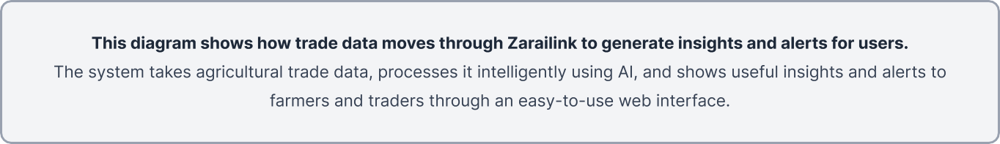 This diagram shows how trade data moves through Zarailink to generate insights and alerts for users.
The system takes agricultural trade data, processes it intelligently using AI, and shows useful insights and alerts to
farmers and traders through an easy-to-use web interface.